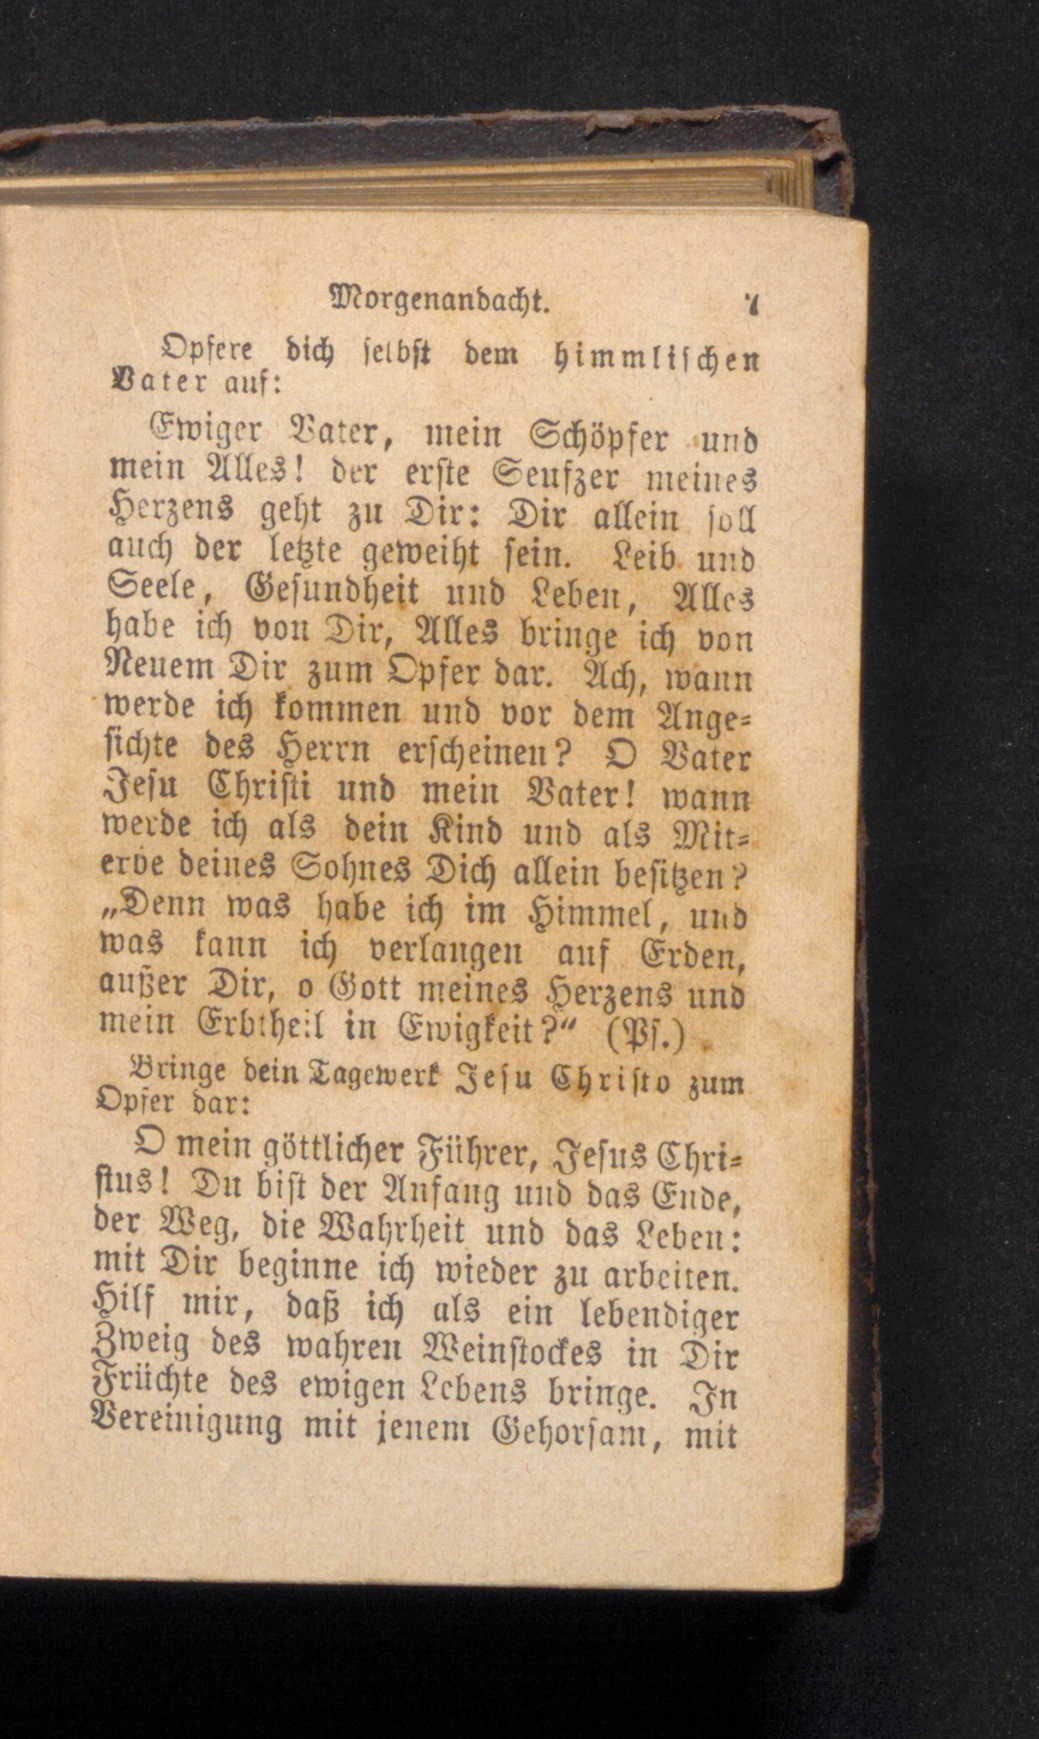 Morgenandacht. 7
Opfere dich selbst dem himmlischen
Vater auf:
Ewiger Vater, mein Schöpfer und
mein Alles! der erste Seufzer meines
Herzens geht zu Dir: Dir allein soll
auch der letzte geweiht sein. Leib und
Seele, Gesundheit und Leben, Alles
habe ich von Dir, Alles bringe ich von
Neuem Dir zum Opfer dar. Ach, wann
werde ich kommen und vor dem Ange-
sichte des Herrn erscheinen? O Vater
Jesu Christi und mein Vater! wann
werde ich als dein Kind und als Mit-
erbe deines Sohnes Dich allein besitzen?
„Denn was habe ich im Himmel, und
was kann ich verlangen auf Erden,
außer Dir, o Gott meines Herzens und
mein Erbtheil in Ewigkeit?“ (Ps.)
Bringe dein Tagewerk Jesu Christo zum
Opfer dar:
O mein göttlicher Führer, Jesus Chri-
stus! Du bist der Anfang und das Ende,
der Weg, die Wahrheit und das Leben:
mit Dir beginne ich wieder zu arbeiten.
Hilf mir, daß ich als ein lebendiger
Zweig des wahren Weinstockes in Dir
Früchte des ewigen Lebens bringe. In
Vereinigung mit jenem Gehorsam, mit